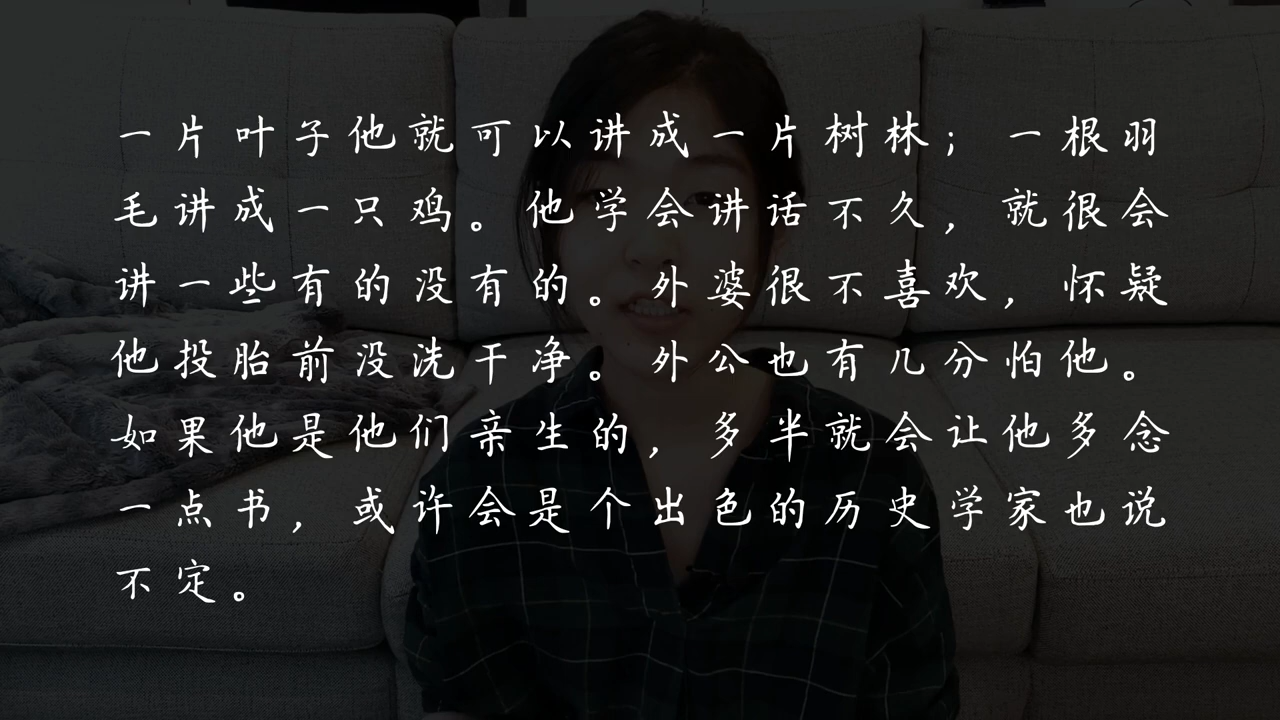 一片叶子他就可以讲成一片树林；一根羽
毛讲成一只鸡。他学会讲话不久，就很会
讲一些有的没有的。外婆很不喜欢，怀疑
他投胎前没洗干净。外公也有几分怕他。
如果他是他们亲生的，多半就会让他多念
一点书，或许会是个出色的历史学家也说
不定。